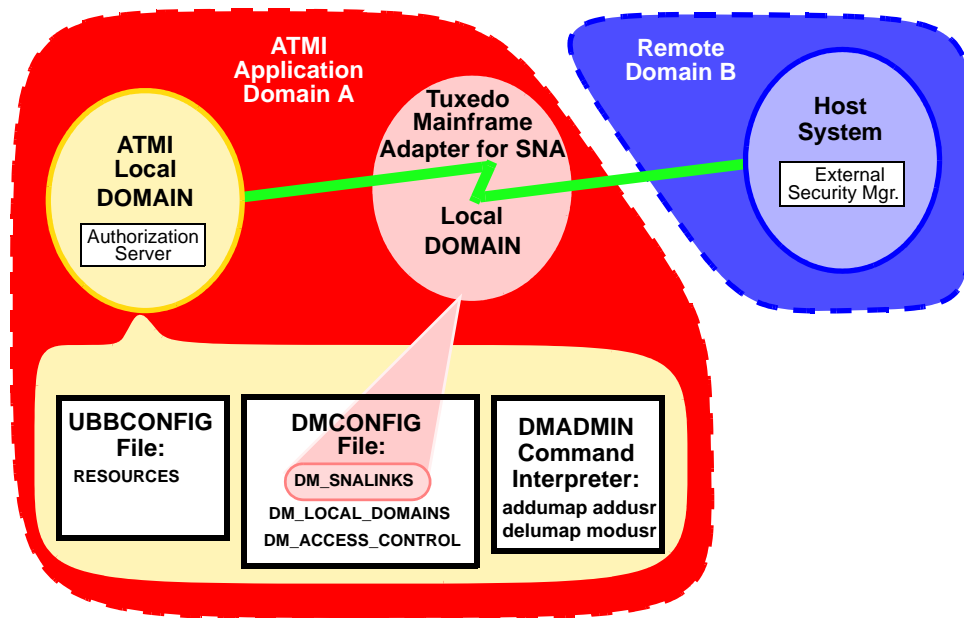 ATMI
Application
Domain A
Remote
Domain B
ATMI
Local
DOMAIN
Authorization
Server
Tuxedo
Mainframe
Adapter for SNA
Local
DOMAIN
Host
System
External
Security Mgr.
UBBCONFIG
File:
RESOURCES
DMCONFIG
File:
DM_SNALINKS
DM_LOCAL_DOMAINS
DM_ACCESS_CONTROL
DMADMIN
Command
Interpreter:
addumap addusr
delumap modusr